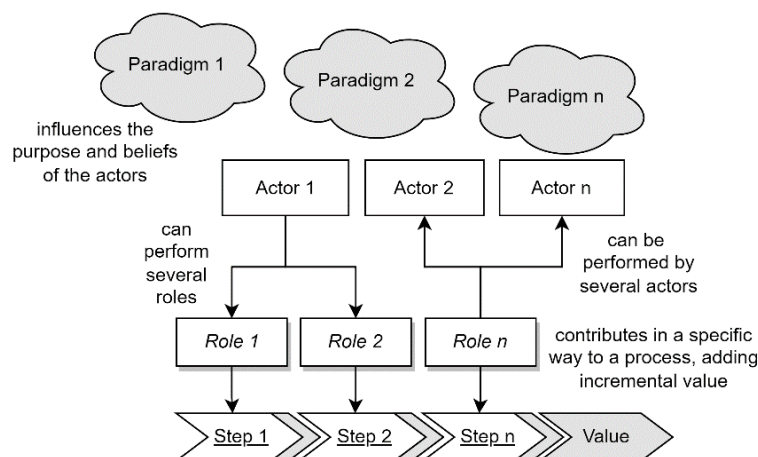 Paradigm 1
Paradigm 2
Paradigm n
influences the
purpose and beliefs
of the actors
Actor 1
Actor 2
Actor n
can
perform
several
roles
can be
performed by
several actors
Role 1
Role 2
Role n
contributes in a specific
way to a process, adding
incremental value
Step 1
Step 2
Step n
Value